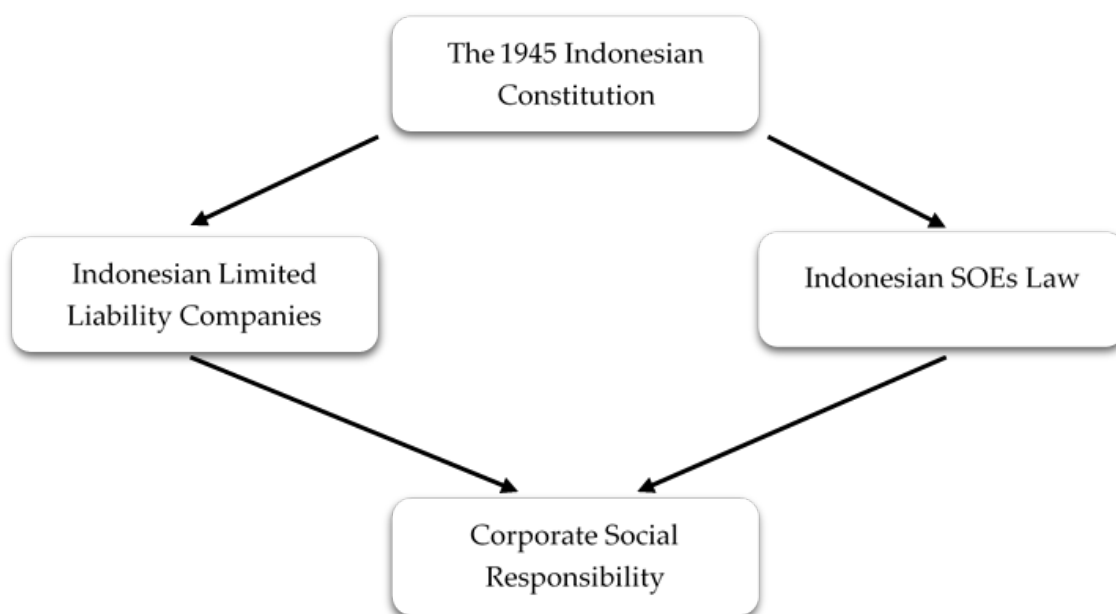 The 1945 Indonesian
Constitution
Indonesian Limited
Liability Companies
Indonesian SOEs Law
Corporate Social
Responsibility